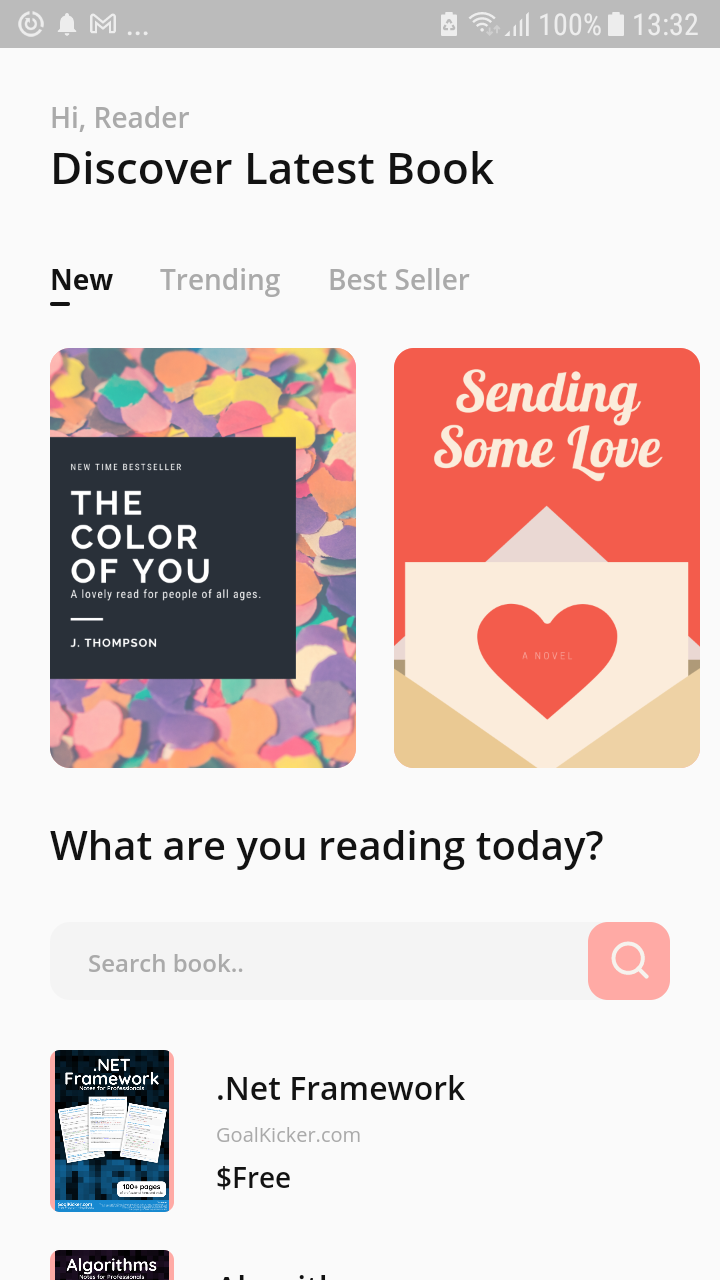 ... 100% 13:32
Hi, Reader
Discover Latest Book
New Trending Best Seller
NEW TIME BESTSELLER
THE
COLOR
OF YOU
A lovely read for people of all ages.
J. THOMPSON
Sending
Some Love
A NOVEL
What are you reading today?
Search book..
.NET
Framework
Notes for Professionals
100+ pages
GoalKicker.com
.Net Framework
GoalKicker.com
$Free
Algorithms
Notes for Professionals